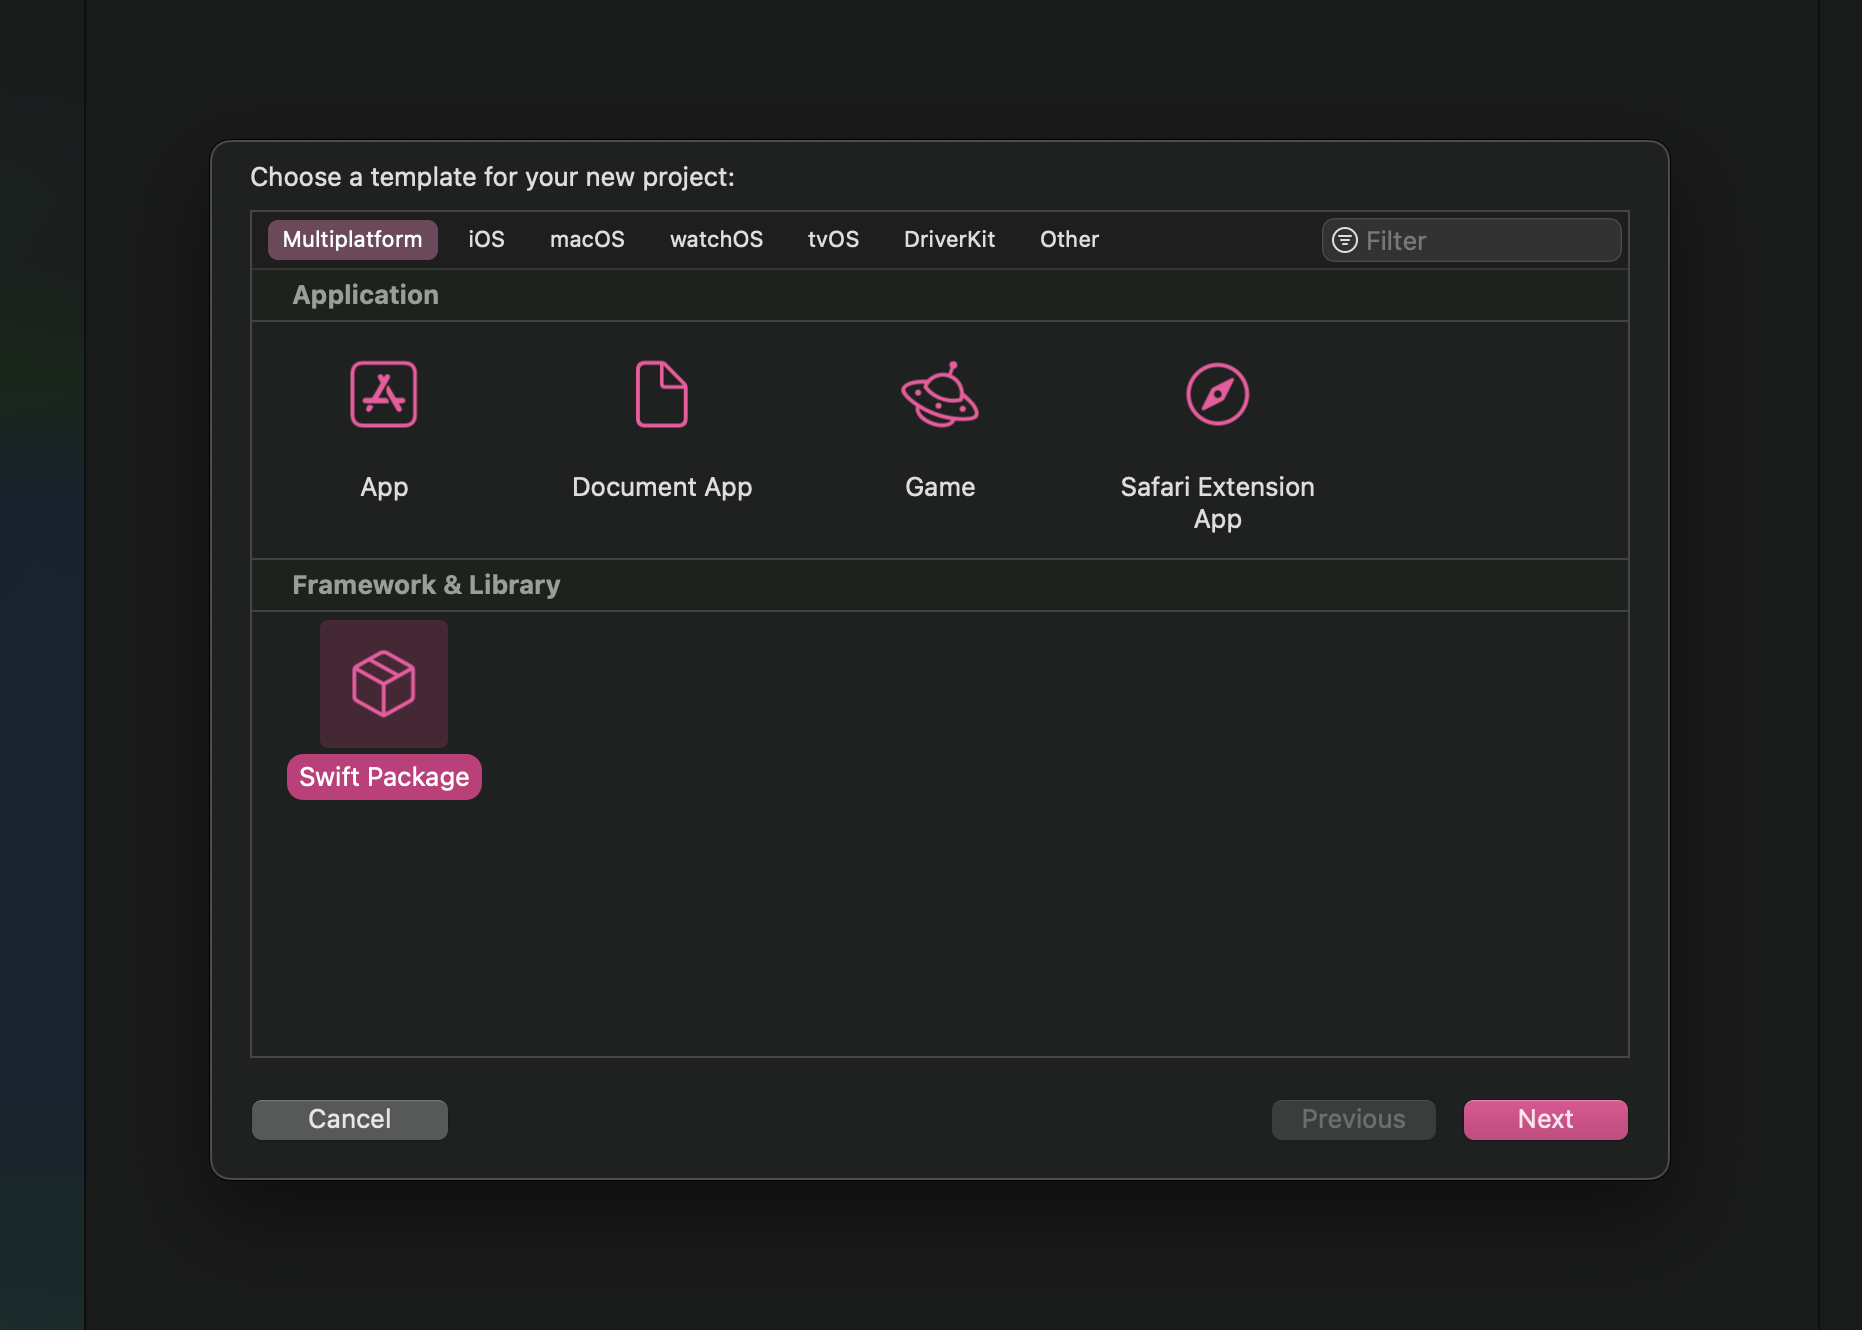 Choose a template for your new project:
Multiplatform iOS macOS watchOS tvOS DriverKit Other Filter
Application
App Document App Game Safari Extension
App
Framework & Library
Swift Package
Cancel Previous Next